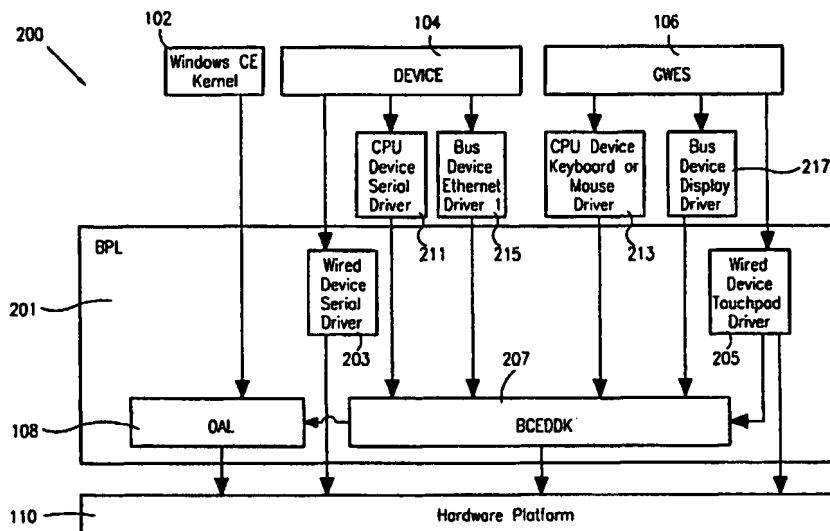 200
102
104
106
Windows CE
Kernel
DEVICE
GWES
CPU
Device
Serial
Driver
Bus
Device
Ethernet
Driver 1
CPU Device
Keyboard or
Mouse
Driver
Bus
Device
Display
Driver
217
211
215
213
BPL
201
Wired
Device
Serial
Driver
203
Wired
Device
Touchpad
Driver
205
207
108
OAL
BCEDDK
110
Hardware Platform